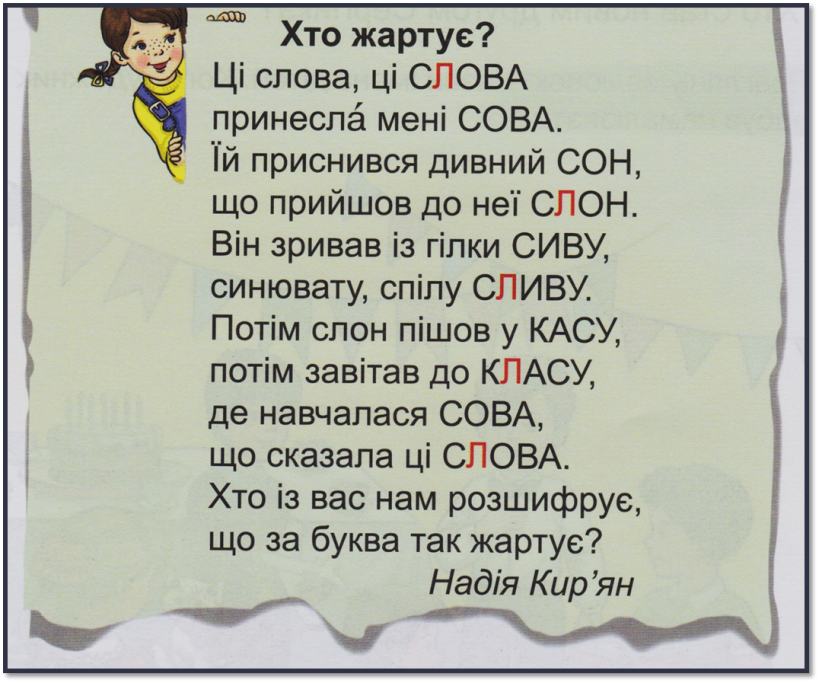 Хто жартує?
Ці слова, ці СЛОВА
принесла́ мені СОВА.
Їй приснився дивний СОН,
що прийшов до неї СЛОН.
Він зривав із гілки СИВУ,
синювату, спілу СЛИВУ.
Потім слон пішов у КАСУ,
потім завітав до КЛАСУ,
де навчалася СОВА,
що сказала ці СЛОВА.
Хто із вас нам розшифрує,
що за буква так жартує?
Надія Кир’ян